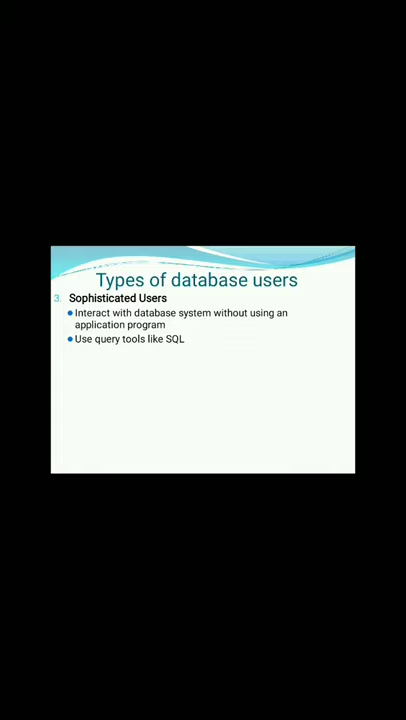 Types of database users
3. Sophisticated Users
● Interact with database system without using an
application program
● Use query tools like SQL